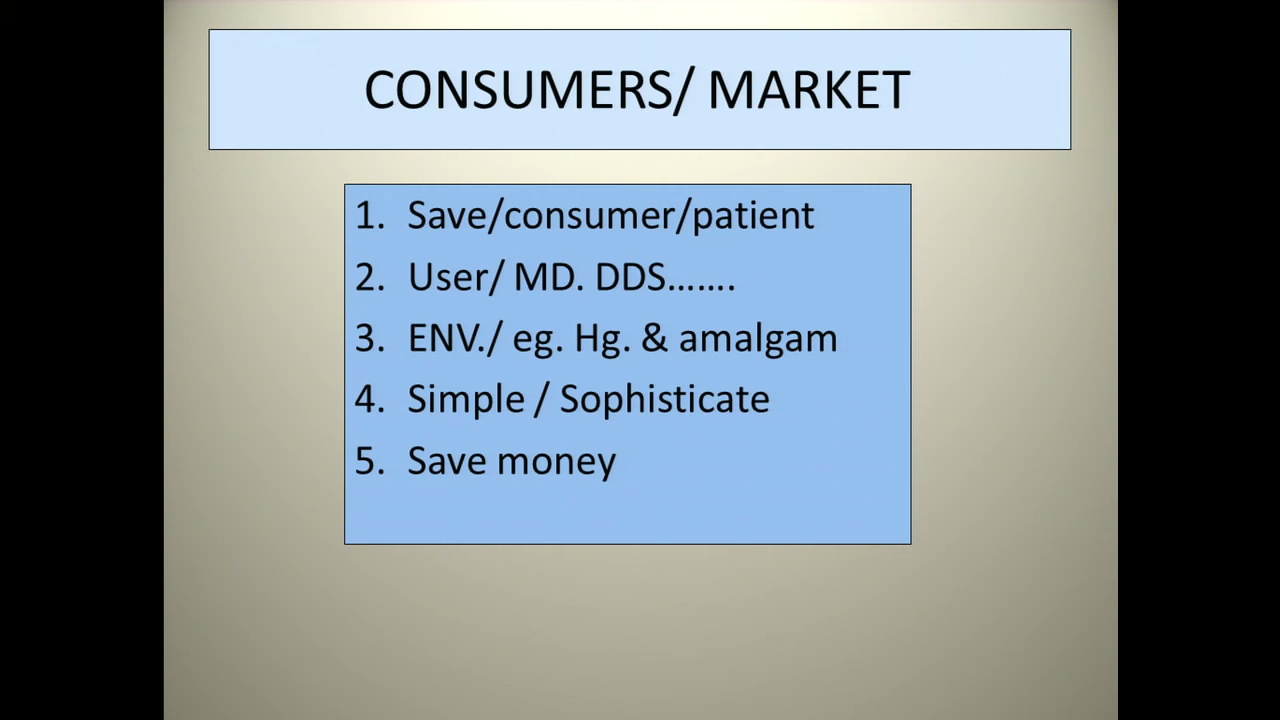 CONSUMERS/ MARKET
1. Save/consumer/patient
2. User/ MD. DDS…….
3. ENV./ eg. Hg. & amalgam
4. Simple / Sophisticate
5. Save money